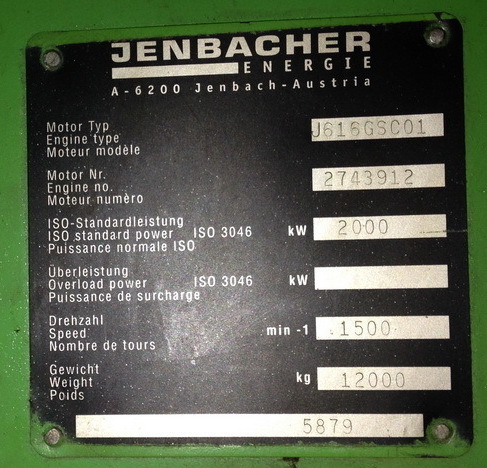 JENBACHER
ENERGIE
A-6200 Jenbach-Austria
Motor Typ
Engine type J616GSC01
Moteur modèle
Motor Nr.
Engine no. 2743912
Moteur numèro
ISO-Standardleistung
ISO standard power ISO 3046 kW 2000
Puissance normale ISO
Überleistung
Overload power ISO 3046 kW
Puissance de surcharge
Drehzahl
Speed min -1 1500
Nombre de tours
Gewicht
Weight kg 12000
Poids
5879